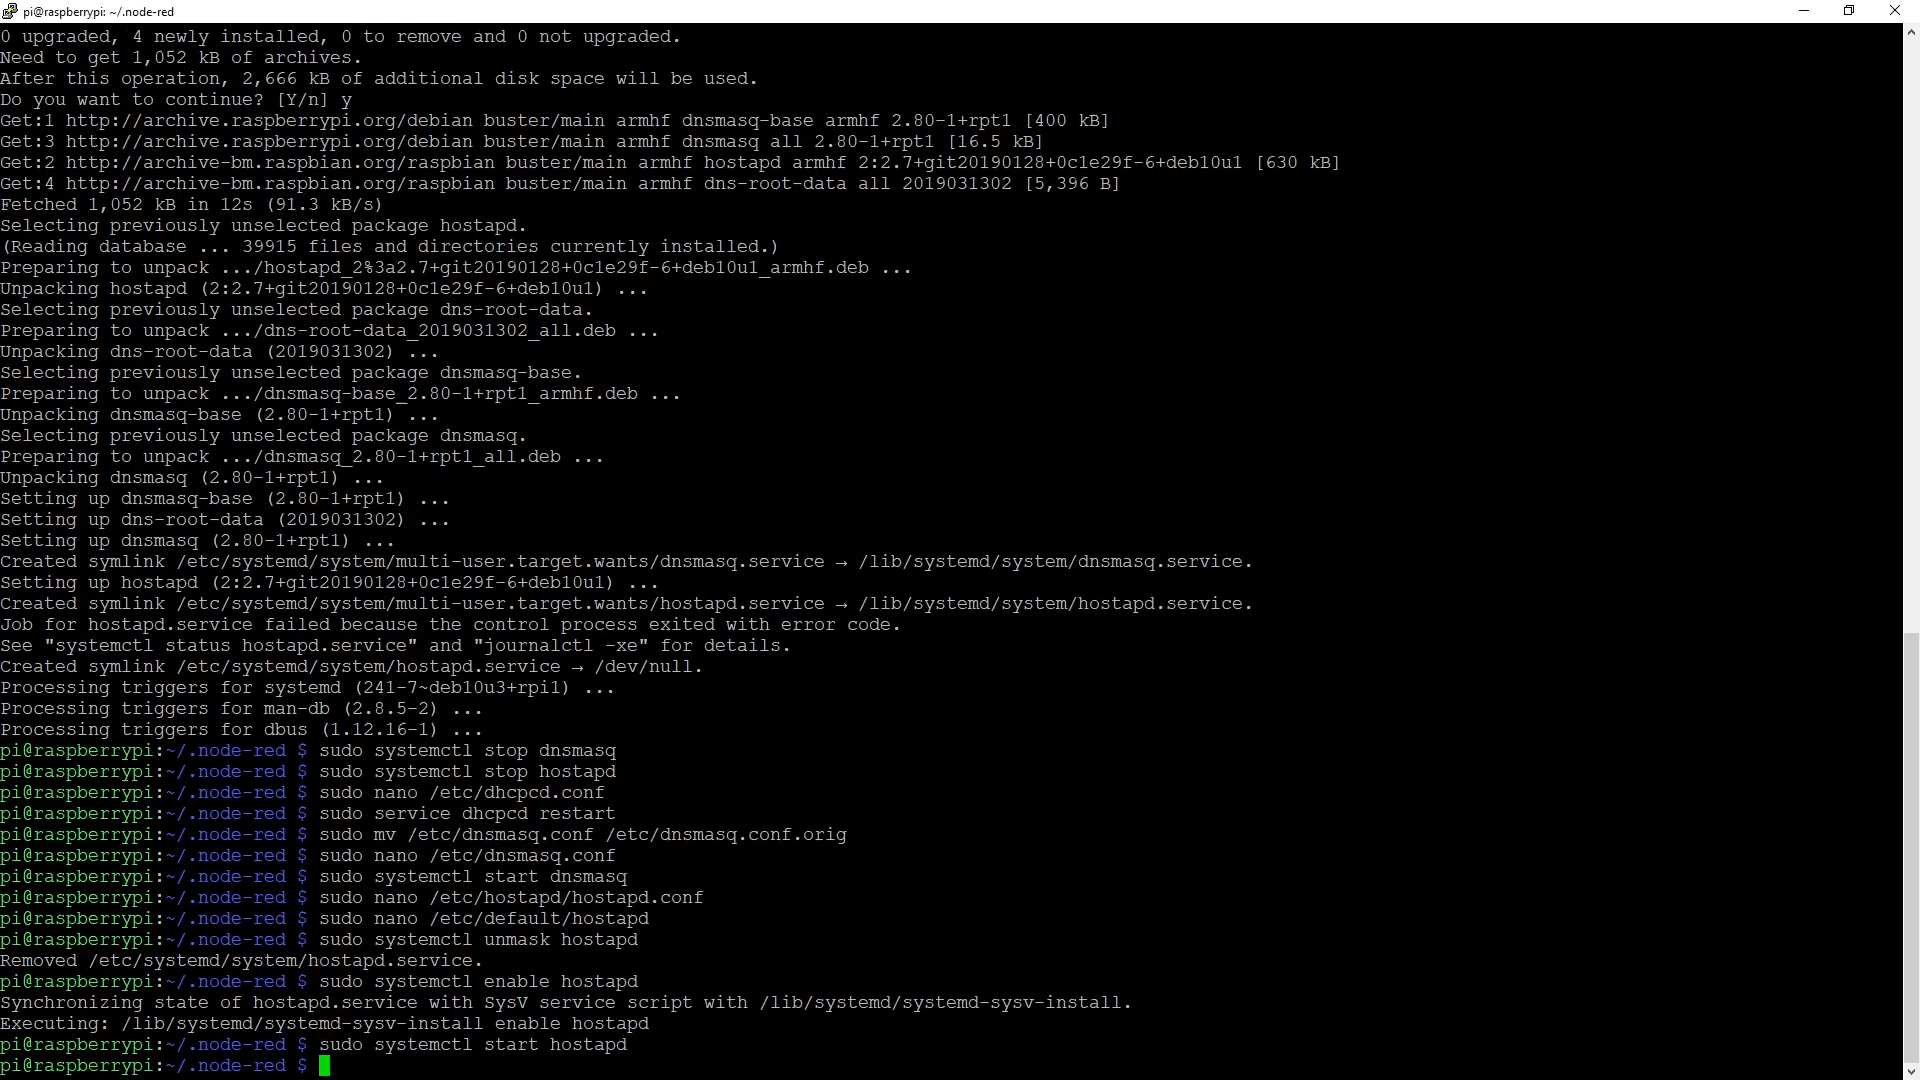 pi@raspberrypi: ~/.node-red
0 upgraded, 4 newly installed, 0 to remove and 0 not upgraded.
Need to get 1,052 kB of archives.
After this operation, 2,666 kB of additional disk space will be used.
Do you want to continue? [Y/n] y
Get:1 http://archive.raspberrypi.org/debian buster/main armhf dnsmasq-base armhf 2.80-1+rpt1 [400 kB]
Get:3 http://archive.raspberrypi.org/debian buster/main armhf dnsmasq all 2.80-1+rpt1 [16.5 kB]
Get:2 http://archive-bm.raspbian.org/raspbian buster/main armhf hostapd armhf 2:2.7+git20190128+0c1e29f-6+deb10u1 [630 kB]
Get:4 http://archive-bm.raspbian.org/raspbian buster/main armhf dns-root-data all 2019031302 [5,396 B]
Fetched 1,052 kB in 12s (91.3 kB/s)
Selecting previously unselected package hostapd.
(Reading database ... 39915 files and directories currently installed.)
Preparing to unpack .../hostapd_2%3a2.7+git20190128+0c1e29f-6+deb10u1_armhf.deb ...
Unpacking hostapd (2:2.7+git20190128+0c1e29f-6+deb10u1) ...
Selecting previously unselected package dns-root-data.
Preparing to unpack .../dns-root-data_2019031302_all.deb ...
Unpacking dns-root-data (2019031302) ...
Selecting previously unselected package dnsmasq-base.
Preparing to unpack .../dnsmasq-base_2.80-1+rpt1_armhf.deb ...
Unpacking dnsmasq-base (2.80-1+rpt1) ...
Selecting previously unselected package dnsmasq.
Preparing to unpack .../dnsmasq_2.80-1+rpt1_all.deb ...
Unpacking dnsmasq (2.80-1+rpt1) ...
Setting up dnsmasq-base (2.80-1+rpt1) ...
Setting up dns-root-data (2019031302) ...
Setting up dnsmasq (2.80-1+rpt1) ...
Created symlink /etc/systemd/system/multi-user.target.wants/dnsmasq.service → /lib/systemd/system/dnsmasq.service.
Setting up hostapd (2:2.7+git20190128+0c1e29f-6+deb10u1) ...
Created symlink /etc/systemd/system/multi-user.target.wants/hostapd.service → /lib/systemd/system/hostapd.service.
Job for hostapd.service failed because the control process exited with error code.
See "systemctl status hostapd.service" and "journalctl -xe" for details.
Created symlink /etc/systemd/system/hostapd.service → /dev/null.
Processing triggers for systemd (241-7~deb10u3+rpi1) ...
Processing triggers for man-db (2.8.5-2) ...
Processing triggers for dbus (1.12.16-1) ...
pi@raspberrypi:~/.node-red $ sudo systemctl stop dnsmasq
pi@raspberrypi:~/.node-red $ sudo systemctl stop hostapd
pi@raspberrypi:~/.node-red $ sudo nano /etc/dhcpcd.conf
pi@raspberrypi:~/.node-red $ sudo service dhcpcd restart
pi@raspberrypi:~/.node-red $ sudo mv /etc/dnsmasq.conf /etc/dnsmasq.conf.orig
pi@raspberrypi:~/.node-red $ sudo nano /etc/dnsmasq.conf
pi@raspberrypi:~/.node-red $ sudo systemctl start dnsmasq
pi@raspberrypi:~/.node-red $ sudo nano /etc/hostapd/hostapd.conf
pi@raspberrypi:~/.node-red $ sudo nano /etc/default/hostapd
pi@raspberrypi:~/.node-red $ sudo systemctl unmask hostapd
Removed /etc/systemd/system/hostapd.service.
pi@raspberrypi:~/.node-red $ sudo systemctl enable hostapd
Synchronizing state of hostapd.service with SysV service script with /lib/systemd/systemd-sysv-install.
Executing: /lib/systemd/systemd-sysv-install enable hostapd
pi@raspberrypi:~/.node-red $ sudo systemctl start hostapd
pi@raspberrypi:~/.node-red $